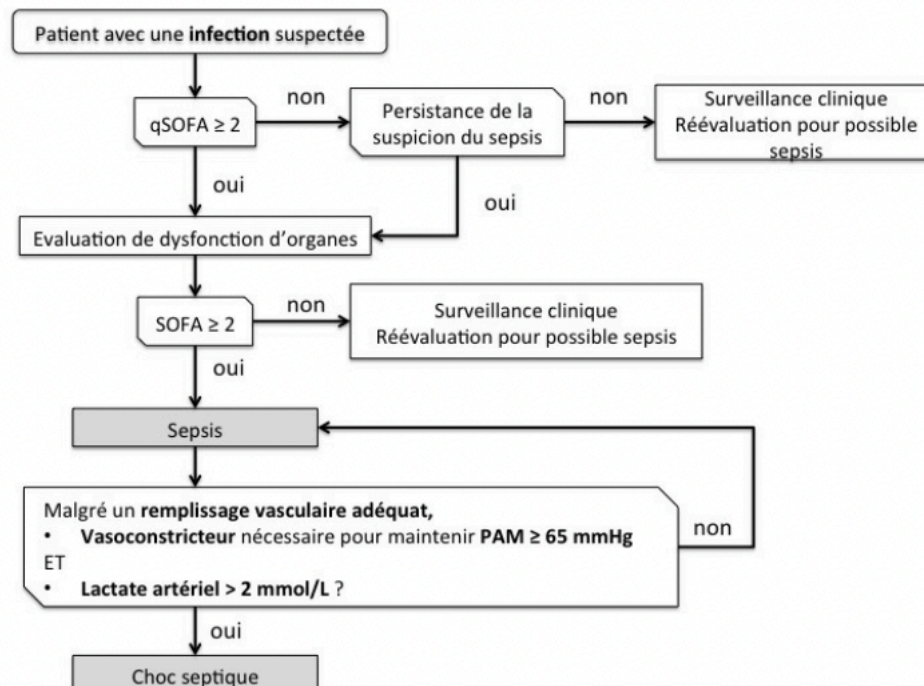 Patient avec une infection suspectée
qSOFA ≥ 2
non
Persistance de la
suspicion du sepsis
non
Surveillance clinique
Réévaluation pour possible
sepsis
oui
oui
Evaluation de dysfonction d'organes
SOFA ≥ 2
non
Surveillance clinique
Réévaluation pour possible sepsis
oui
Sepsis
Malgré un remplissage vasculaire adéquat,
• Vasoconstricteur nécessaire pour maintenir PAM ≥ 65 mmHg
ET
• Lactate artériel > 2 mmol/L ?
non
oui
Choc septique